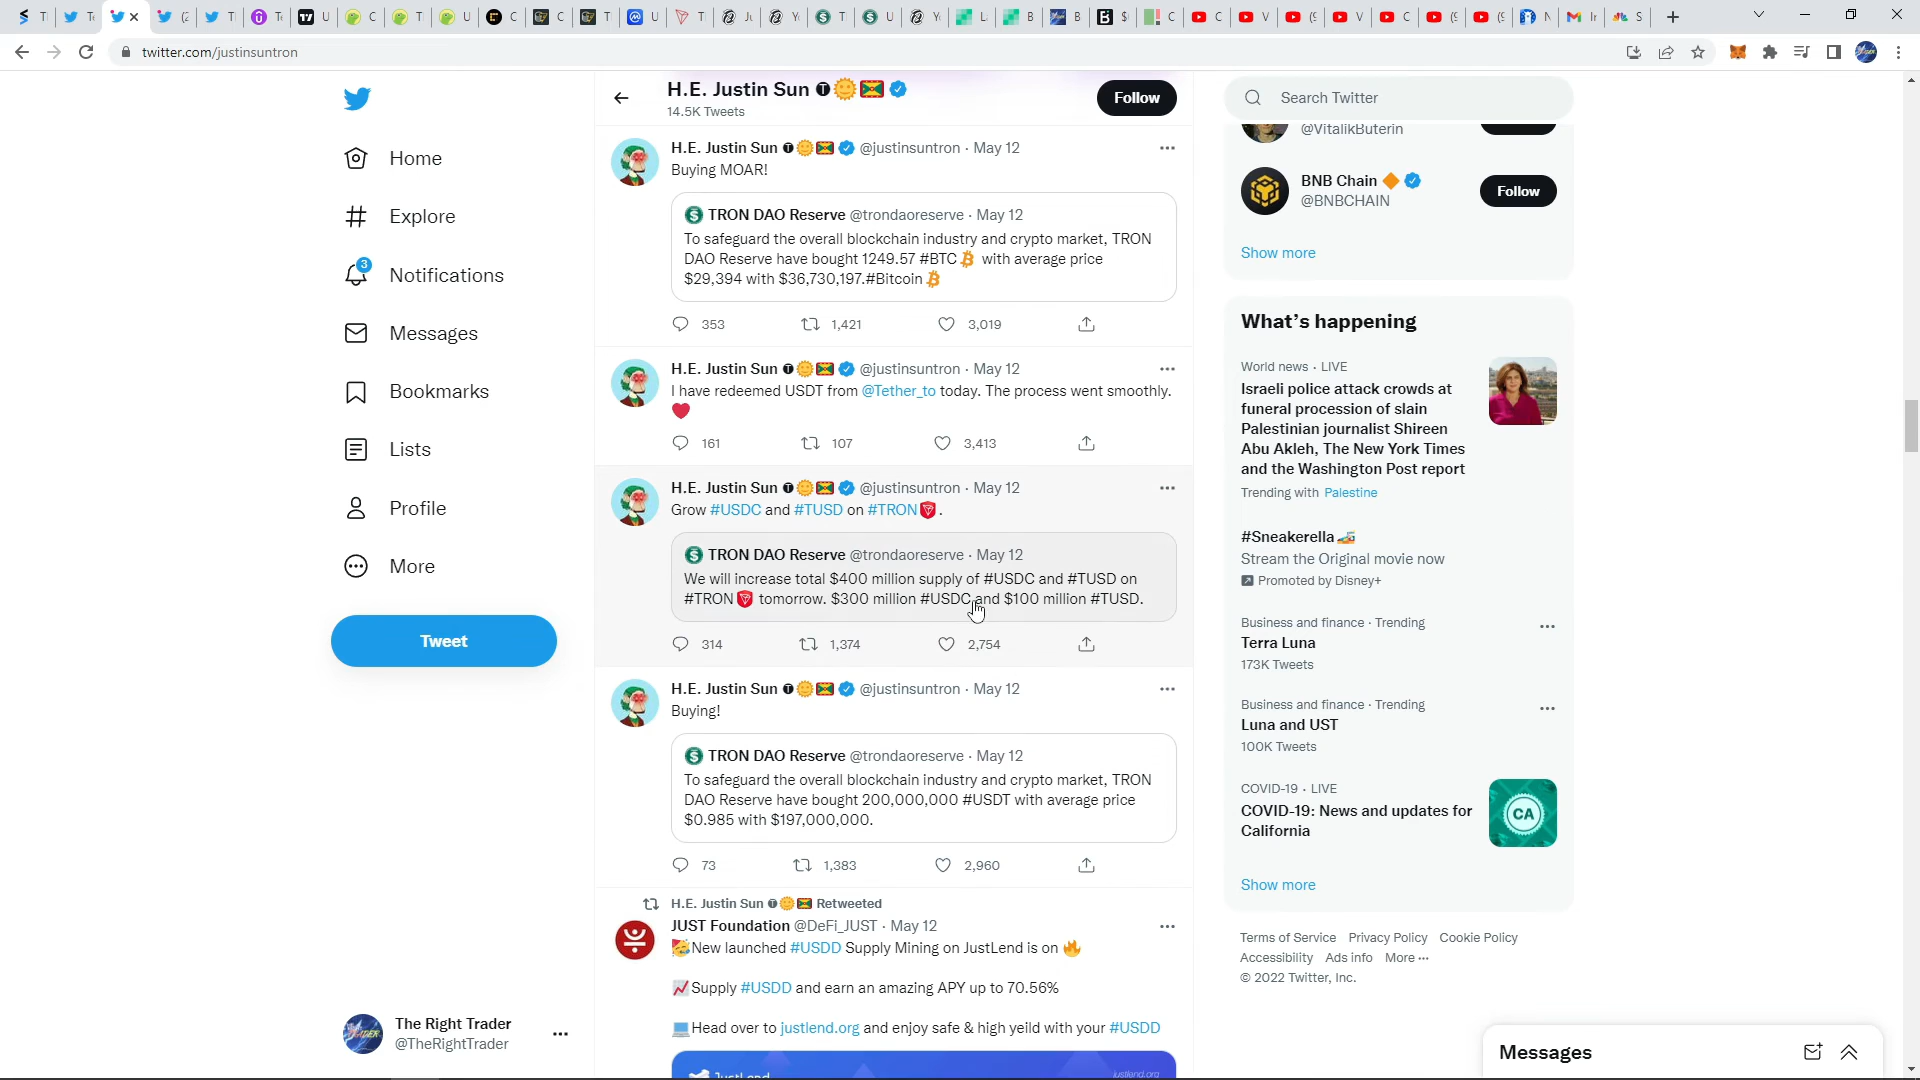 twitter.com/justinsuntron
H.E. Justin Sun
14.5K Tweets
Follow
Search Twitter
Home
Explore
3
Notifications
Messages
Bookmarks
Lists
Profile
More
Tweet
The Right Trader
@TheRightTrader
H.E. Justin Sun @justinsuntron · May 12
Buying MOAR!
TRON DAO Reserve @trondaoreserve · May 12
To safeguard the overall blockchain industry and crypto market, TRON
DAO Reserve have bought 1249.57 #BTC with average price
$29,394 with $36,730,197.#Bitcoin
353 1,421 3,019
H.E. Justin Sun @justinsuntron · May 12
I have redeemed USDT from @Tether_to today. The process went smoothly.
161 107 3,413
H.E. Justin Sun @justinsuntron · May 12
Grow #USDC and #TUSD on #TRON .
TRON DAO Reserve @trondaoreserve · May 12
We will increase total $400 million supply of #USDC and #TUSD on
#TRON tomorrow. $300 million #USDC and $100 million #TUSD.
314 1,374 2,754
H.E. Justin Sun @justinsuntron · May 12
Buying!
TRON DAO Reserve @trondaoreserve · May 12
To safeguard the overall blockchain industry and crypto market, TRON
DAO Reserve have bought 200,000,000 #USDT with average price
$0.985 with $197,000,000.
73 1,383 2,960
H.E. Justin Sun Retweeted
JUST Foundation @DeFi_JUST · May 12
New launched #USDD Supply Mining on JustLend is on
Supply #USDD and earn an amazing APY up to 70.56%
Head over to justlend.org and enjoy safe & high yeild with your #USDD
JustLend
justlend.org
@VitalikButerin
BNB Chain
@BNBCHAIN
Follow
Show more
What's happening
World news · LIVE
Israeli police attack crowds at
funeral procession of slain
Palestinian journalist Shireen
Abu Akleh, The New York Times
and the Washington Post report
Trending with Palestine
#Sneakerella
Stream the Original movie now
Promoted by Disney+
Business and finance · Trending
Terra Luna
173K Tweets
Business and finance · Trending
Luna and UST
100K Tweets
COVID-19 · LIVE
COVID-19: News and updates for
California
CA
Show more
Terms of Service Privacy Policy Cookie Policy
Accessibility Ads info More ···
© 2022 Twitter, Inc.
Messages